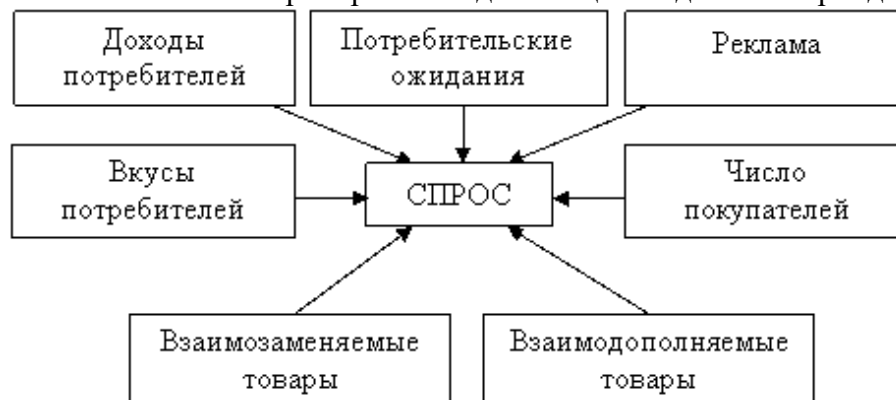 Доходы
потребителей
Потребительские
ожидания
Реклама
Вкусы
потребителей
СПРОС
Число
покупателей
Взаимозаменяемые
товары
Взаимодополняемые
товары